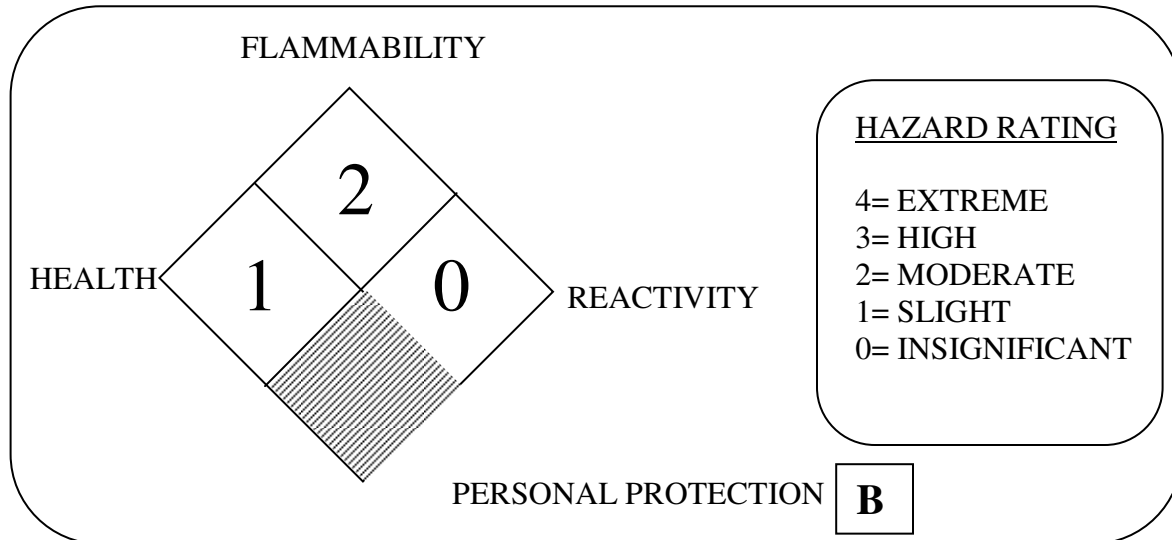 FLAMMABILITY
2
HEALTH
1
0
REACTIVITY
PERSONAL PROTECTION B
HAZARD RATING
4= EXTREME
3= HIGH
2= MODERATE
1= SLIGHT
0= INSIGNIFICANT